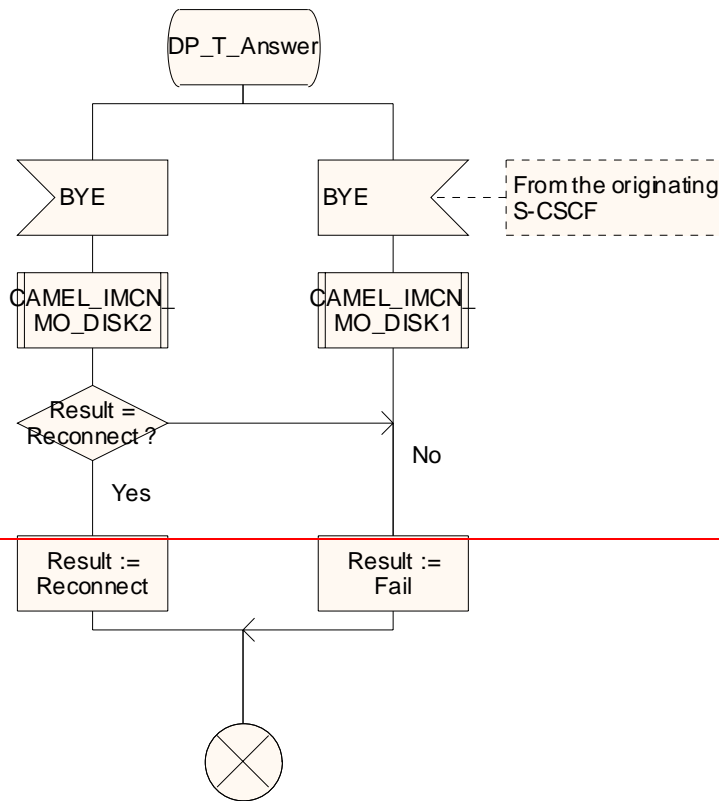 DP_T_Answer
BYE
BYE
From the originating
S-CSCF
CAMEL_IMCN_
MO_DISK2
CAMEL_IMCN_
MO_DISK1
Result =
Reconnect ?
No
Yes
Result :=
Reconnect
Result :=
Fail